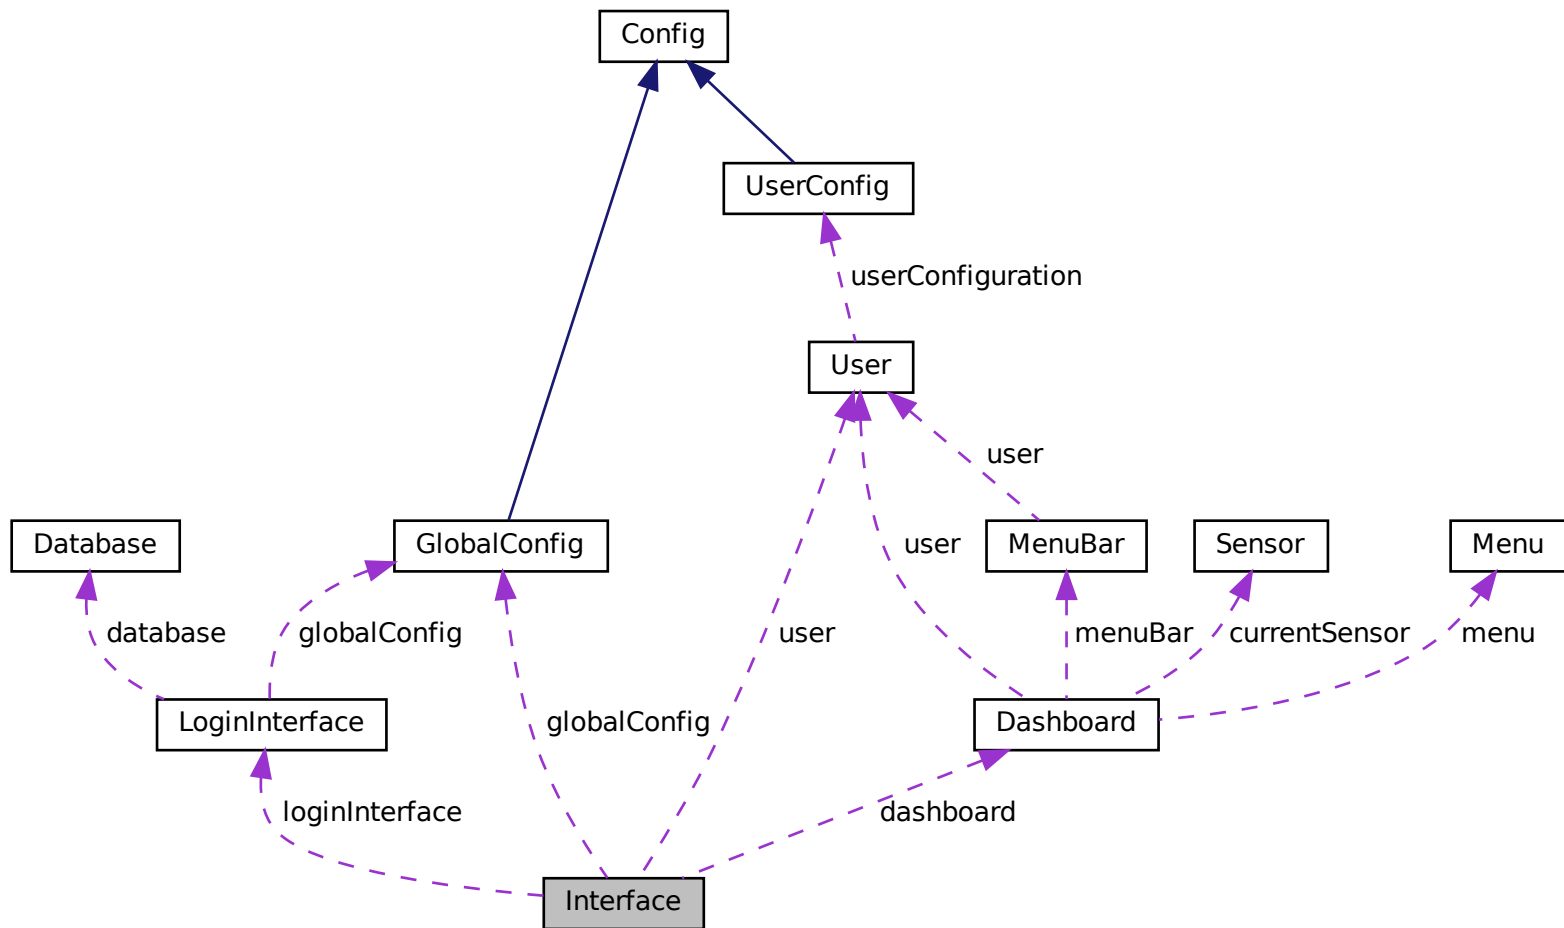 Config
UserConfig
userConfiguration
User
user
Database
GlobalConfig
user
MenuBar
Sensor
Menu
database
globalConfig
user
menuBar
currentSensor
menu
LoginInterface
globalConfig
Dashboard
loginInterface
dashboard
Interface